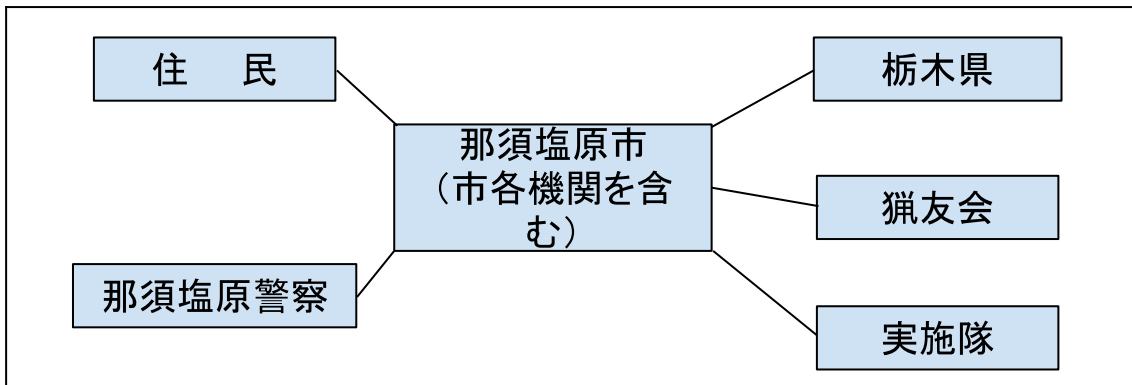 住　民
栃木県
那須塩原市
（市各機関を含
む）
猟友会
那須塩原警察
実施隊